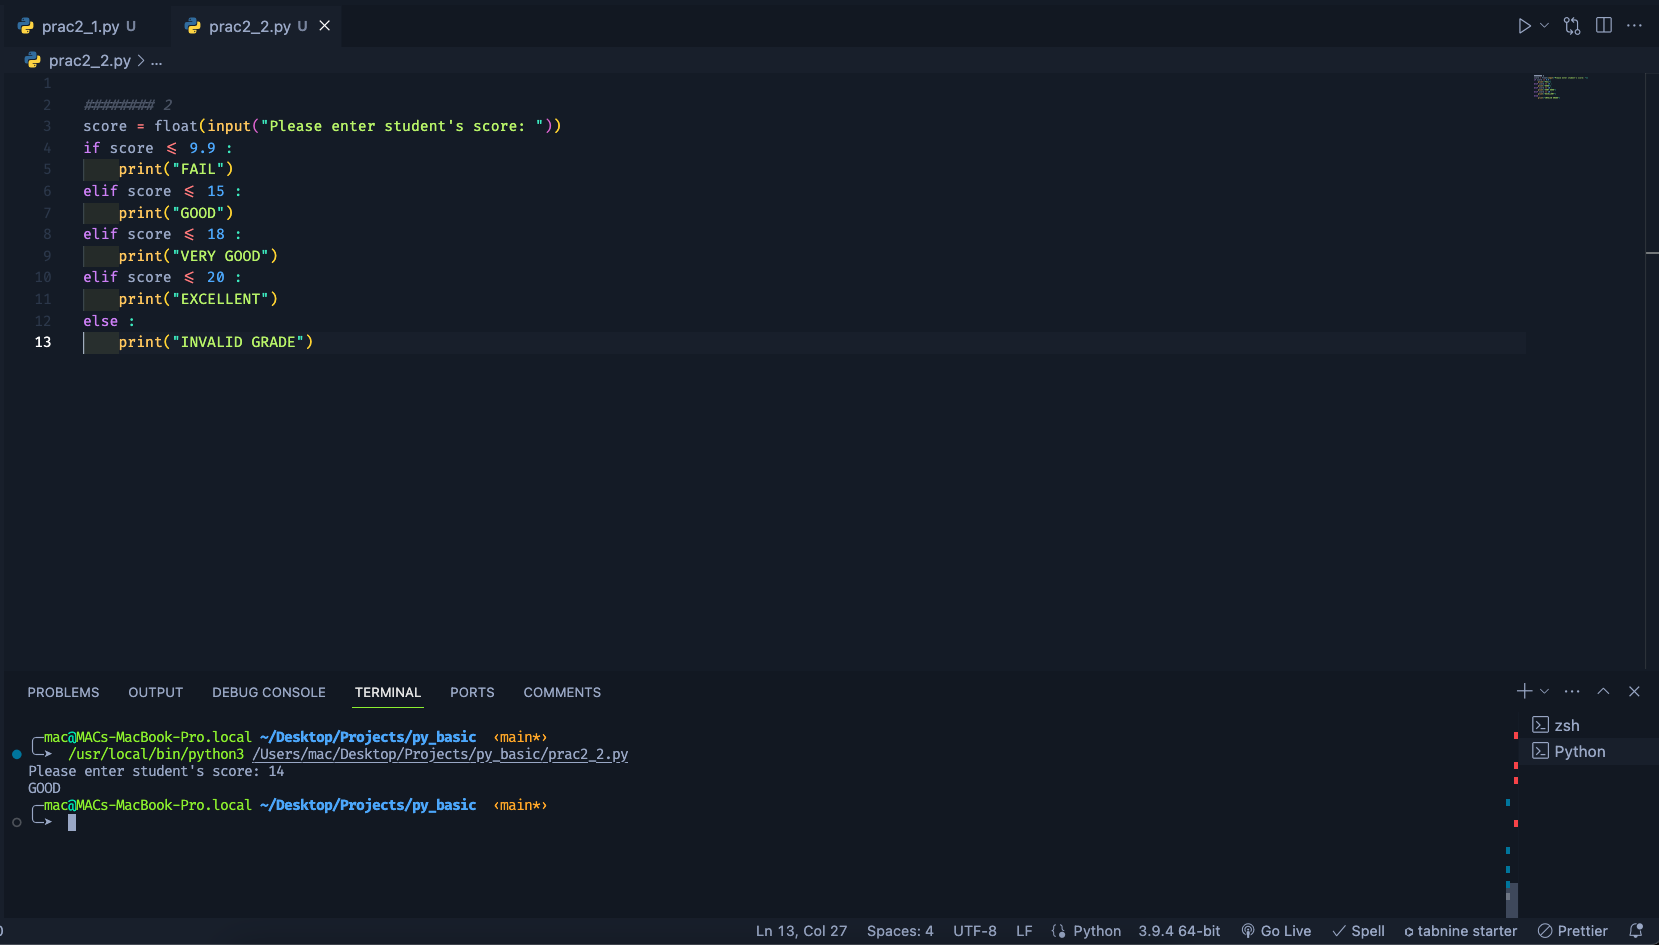 prac2_1.py U prac2_2.py U
prac2_2.py > ...
1
2 ######## 2
3 score = float(input("Please enter student's score: "))
4 if score ⩽ 9.9 :
5 print("FAIL")
6 elif score ⩽ 15 :
7 print("GOOD")
8 elif score ⩽ 18 :
9 print("VERY GOOD")
10 elif score ⩽ 20 :
11 print("EXCELLENT")
12 else :
13 print("INVALID GRADE")
PROBLEMS OUTPUT DEBUG CONSOLE TERMINAL PORTS COMMENTS
zsh
Python
mac@MACs-MacBook-Pro.local ~/Desktop/Projects/py_basic ‹main*›
/usr/local/bin/python3 /Users/mac/Desktop/Projects/py_basic/prac2_2.py
Please enter student's score: 14
GOOD
mac@MACs-MacBook-Pro.local ~/Desktop/Projects/py_basic ‹main*›
Ln 13, Col 27 Spaces: 4 UTF-8 LF Python 3.9.4 64-bit Go Live Spell tabnine starter Prettier